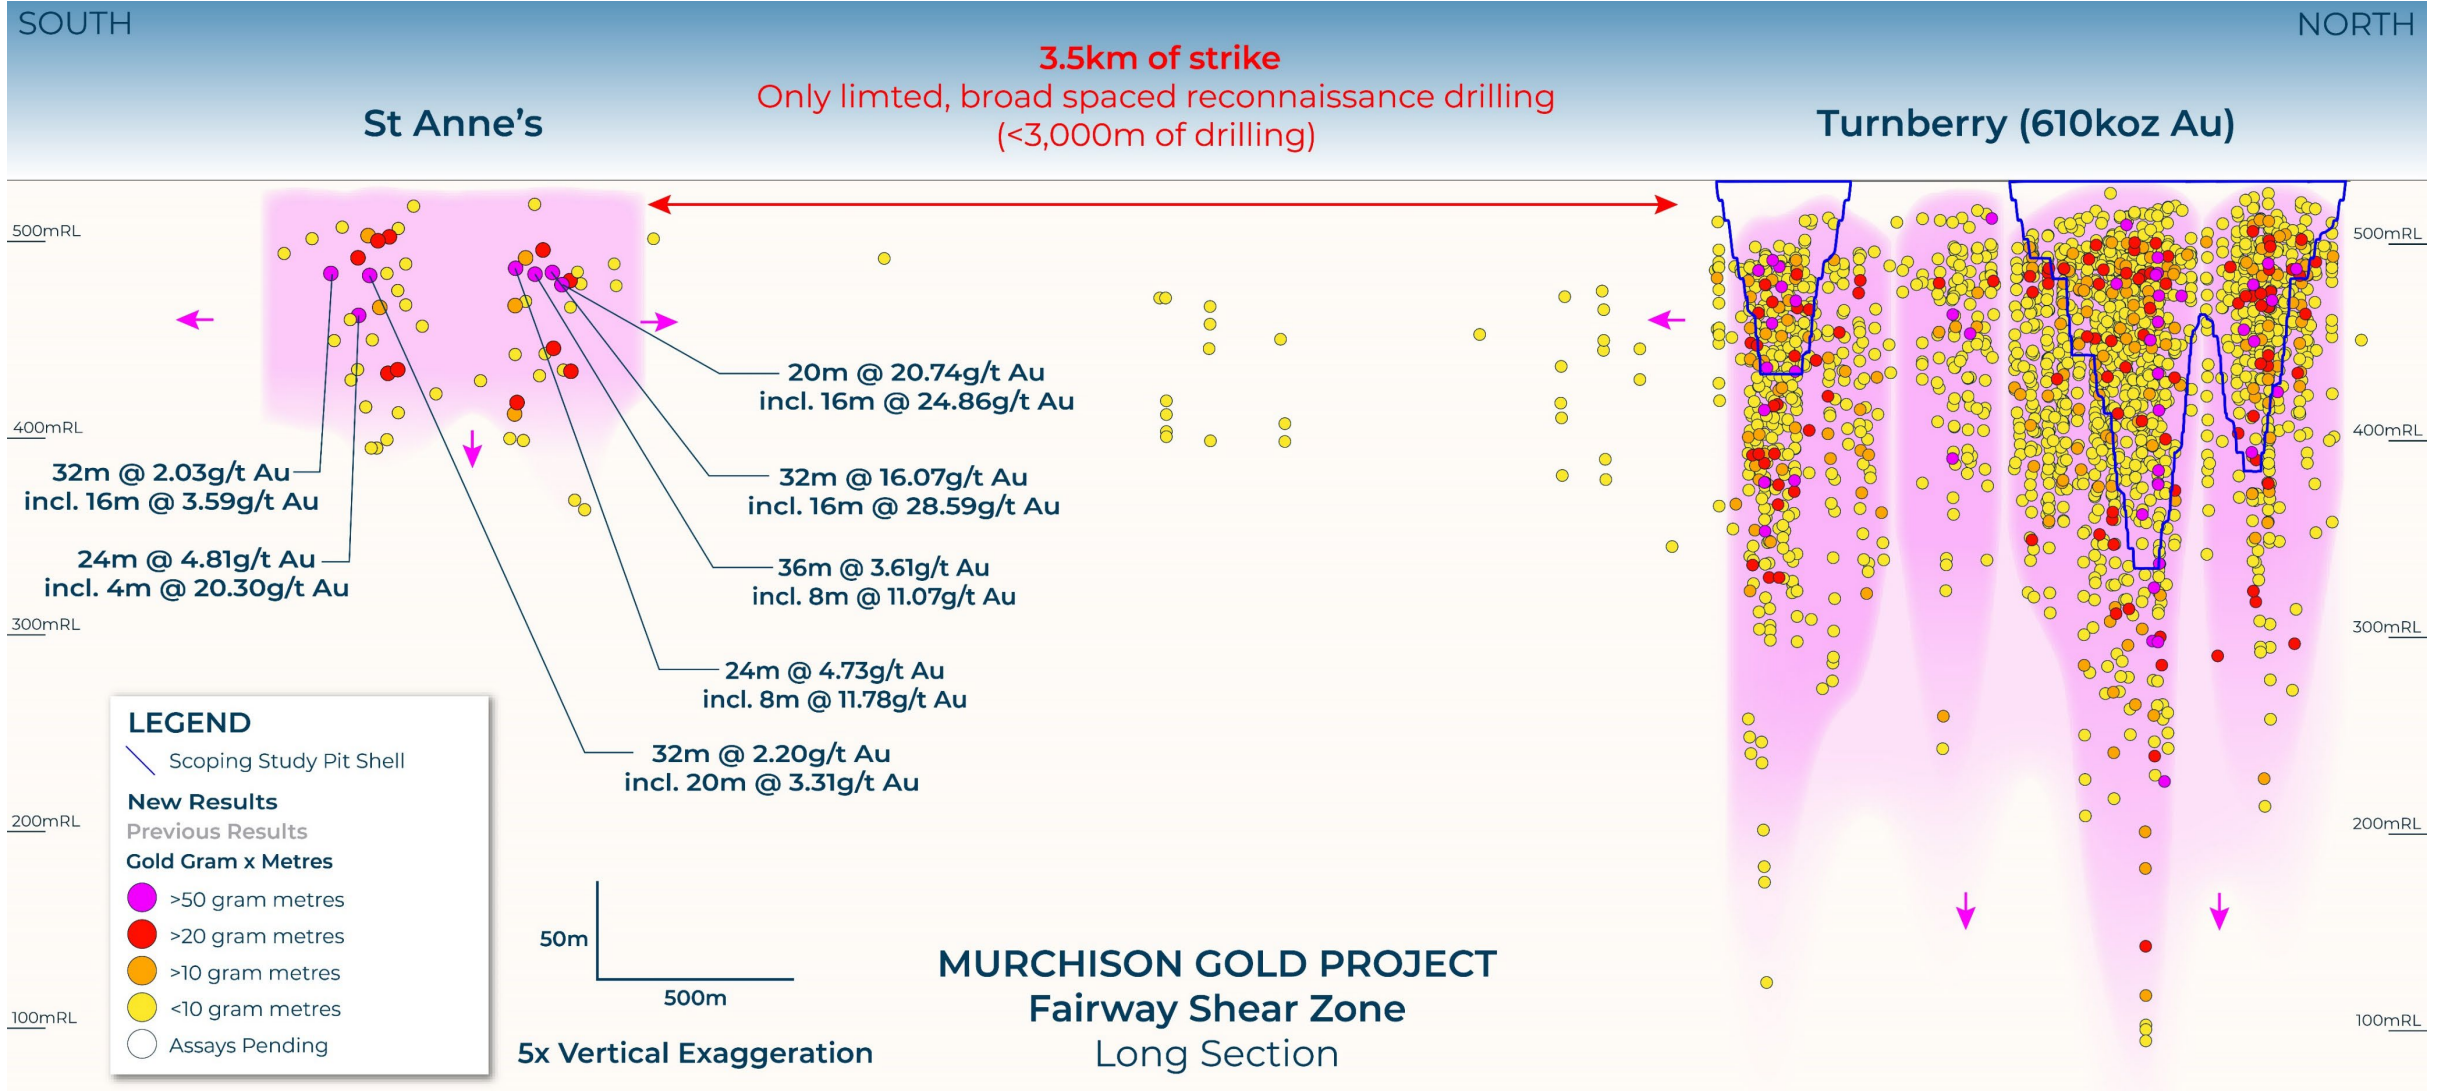 SOUTH
NORTH
3.5km of strike
Only limted, broad spaced reconnaissance drilling
(<3,000m of drilling)
St Anne's
Turnberry (610koz Au)
500mRL
500mRL
20m @ 20.74g/t Au
incl. 16m @ 24.86g/t Au
400mRL
400mRL
32m @ 2.03g/t Au
incl. 16m @ 3.59g/t Au
32m @ 16.07g/t Au
incl. 16m @ 28.59g/t Au
24m @ 4.81g/t Au
incl. 4m @ 20.30g/t Au
36m @ 3.61g/t Au
incl. 8m @ 11.07g/t Au
300mRL
300mRL
24m @ 4.73g/t Au
incl. 8m @ 11.78g/t Au
32m @ 2.20g/t Au
incl. 20m @ 3.31g/t Au
LEGEND
Scoping Study Pit Shell
New Results
Previous Results
Gold Gram x Metres
>50 gram metres
>20 gram metres
>10 gram metres
<10 gram metres
Assays Pending
200mRL
200mRL
100mRL
100mRL
50m
500m
5x Vertical Exaggeration
MURCHISON GOLD PROJECT
Fairway Shear Zone
Long Section